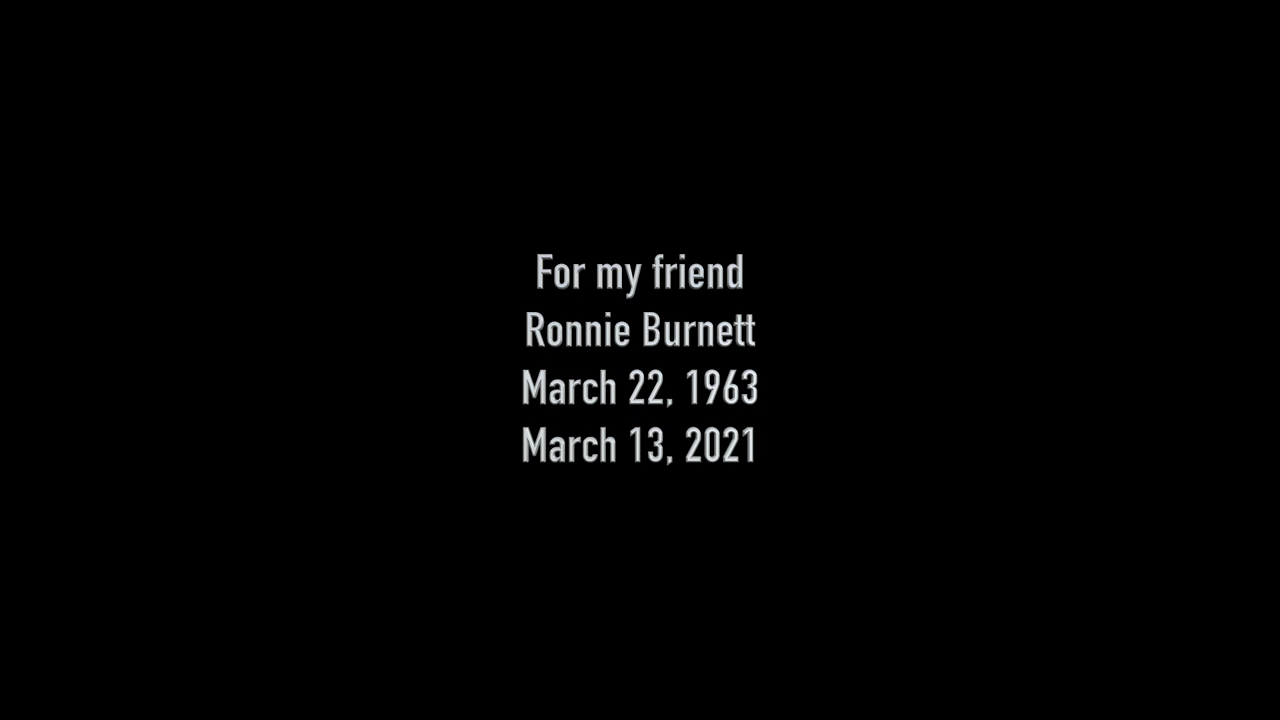 For my friend
Ronnie Burnett
March 22, 1963
March 13, 2021